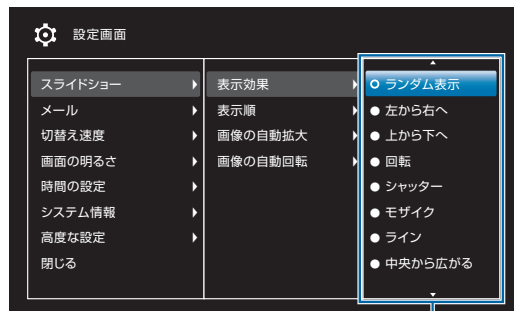 設定画面
スライドショー
メール
切替え速度
画面の明るさ
時間の設定
システム情報
高度な設定
閉じる
表示効果
表示順
画像の自動拡大
画像の自動回転
ランダム表示
左から右へ
上から下へ
回転
シャッター
モザイク
ライン
中央から広がる